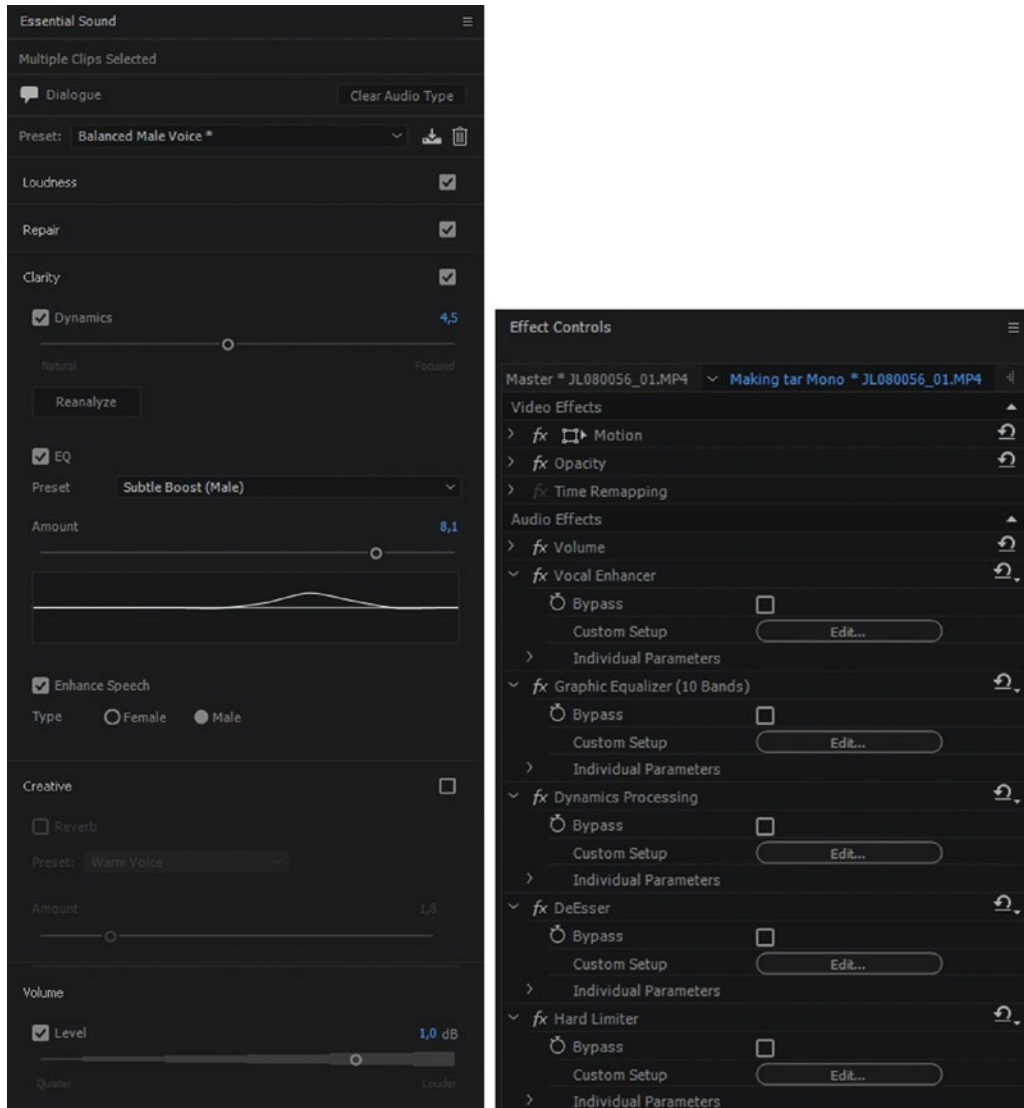 Essential Sound
Multiple Clips Selected
Dialogue Clear Audio Type
Preset: Balanced Male Voice *
Loudness
Repair
Clarity
Dynamics 4,5
Natural Focused
Reanalyze
EQ
Preset Subtle Boost (Male)
Amount 8,1
Enhance Speech
Type Female Male
Creative
Reverb
Preset: Warm Voice
Amount 1,8
Volume
Level 1,0 dB
Quieter Louder
Effect Controls
Master * JL080056_01.MP4 Making tar Mono * JL080056_01.MP4
Video Effects
fx Motion
fx Opacity
fx Time Remapping
Audio Effects
fx Volume
fx Vocal Enhancer
Bypass
Custom Setup Edit...
Individual Parameters
fx Graphic Equalizer (10 Bands)
Bypass
Custom Setup Edit...
Individual Parameters
fx Dynamics Processing
Bypass
Custom Setup Edit...
Individual Parameters
fx DeEsser
Bypass
Custom Setup Edit...
Individual Parameters
fx Hard Limiter
Bypass
Custom Setup Edit...
Individual Parameters